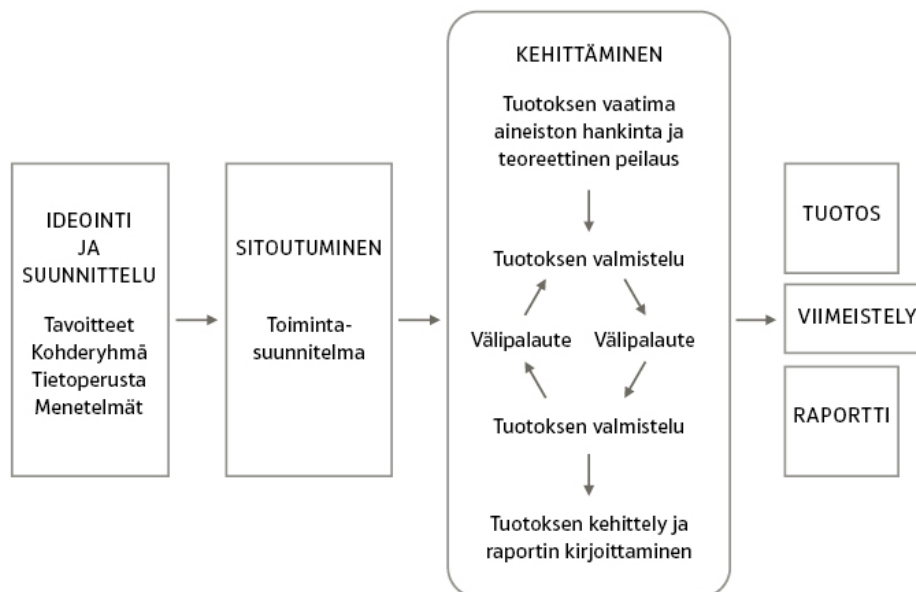 IDEOINTI
JA
SUUNNITTELU
Tavoitteet
Kohderyhmä
Tietoperusta
Menetelmät
SITOUTUMINEN
Toiminta-
suunnitelma
KEHITTÄMINEN
Tuotoksen vaatima
aineiston hankinta ja
teoreettinen peilaus
Tuotoksen valmistelu
Välipalaute
Välipalaute
Tuotoksen valmistelu
Tuotoksen kehittely ja
raportin kirjoittaminen
TUOTOS
VIIMEISTELY
RAPORTTI